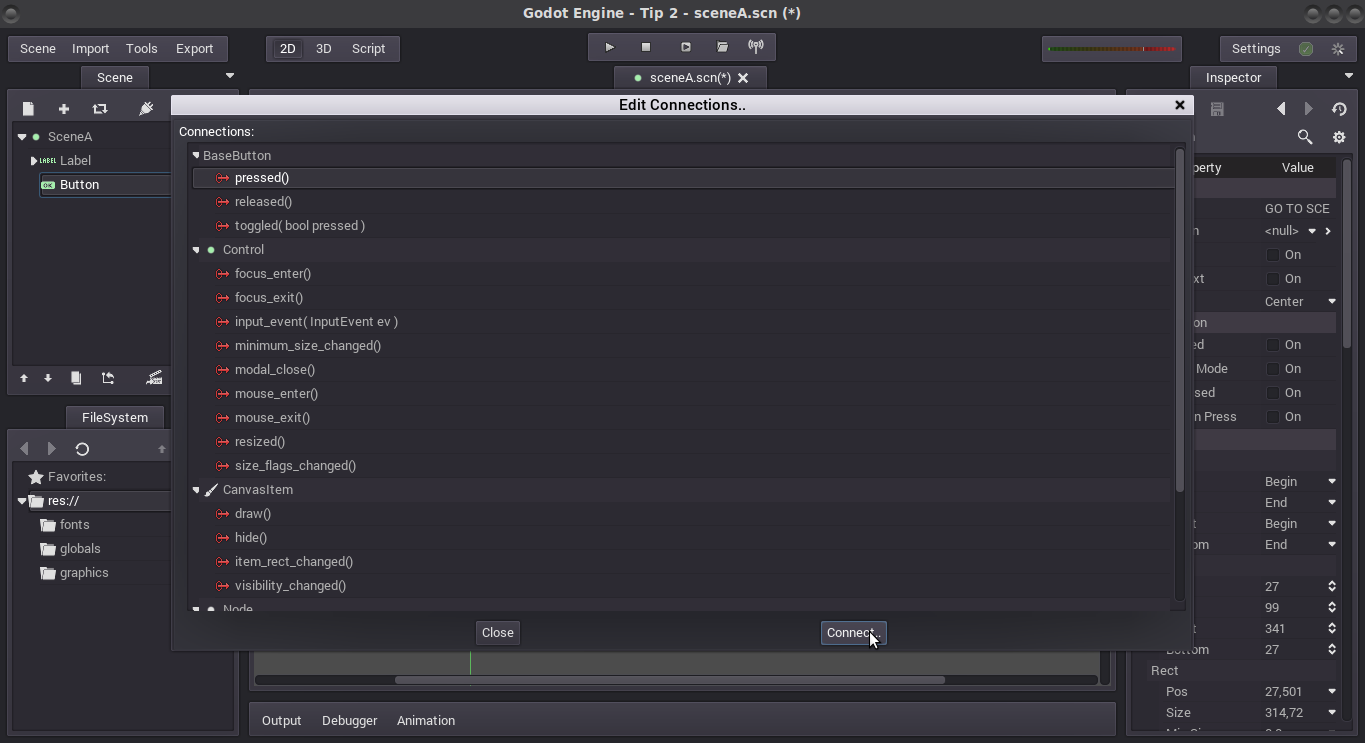 Godot Engine - Tip 2 - sceneA.scn (*)
Scene Import Tools Export 2D 3D Script Settings
Scene sceneA.scn(*) Inspector
Edit Connections..
Connections:
SceneA
Label
Button
BaseButton
pressed()
released()
toggled( bool pressed )
Control
focus_enter()
focus_exit()
input_event( InputEvent ev )
minimum_size_changed()
modal_close()
mouse_enter()
mouse_exit()
resized()
size_flags_changed()
CanvasItem
draw()
hide()
item_rect_changed()
visibility_changed()
Node
Close Connect..
FileSystem
Favorites:
res://
fonts
globals
graphics
perty Value
GO TO SCE
n <null>
On
xt On
Center
on
ed On
Mode On
sed On
n Press On
Begin
End
t Begin
om End
27
99
t 341
Bottom 27
Rect
Pos 27,501
Size 314,72
Output Debugger Animation